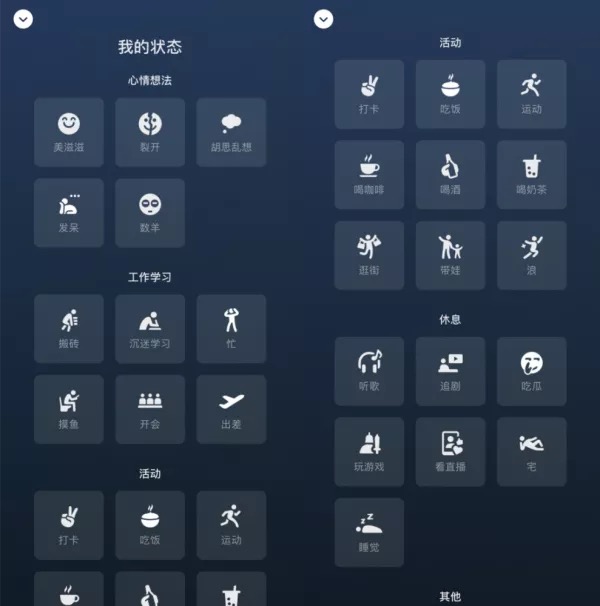 我的状态
心情想法
美滋滋 裂开 胡思乱想
发呆 数羊
工作学习
搬砖 沉迷学习 忙
摸鱼 开会 出差
活动
打卡 吃饭 运动
活动
打卡 吃饭 运动
喝咖啡 喝酒 喝奶茶
逛街 带娃 浪
休息
听歌 追剧 吃瓜
玩游戏 看直播 宅
睡觉
其他